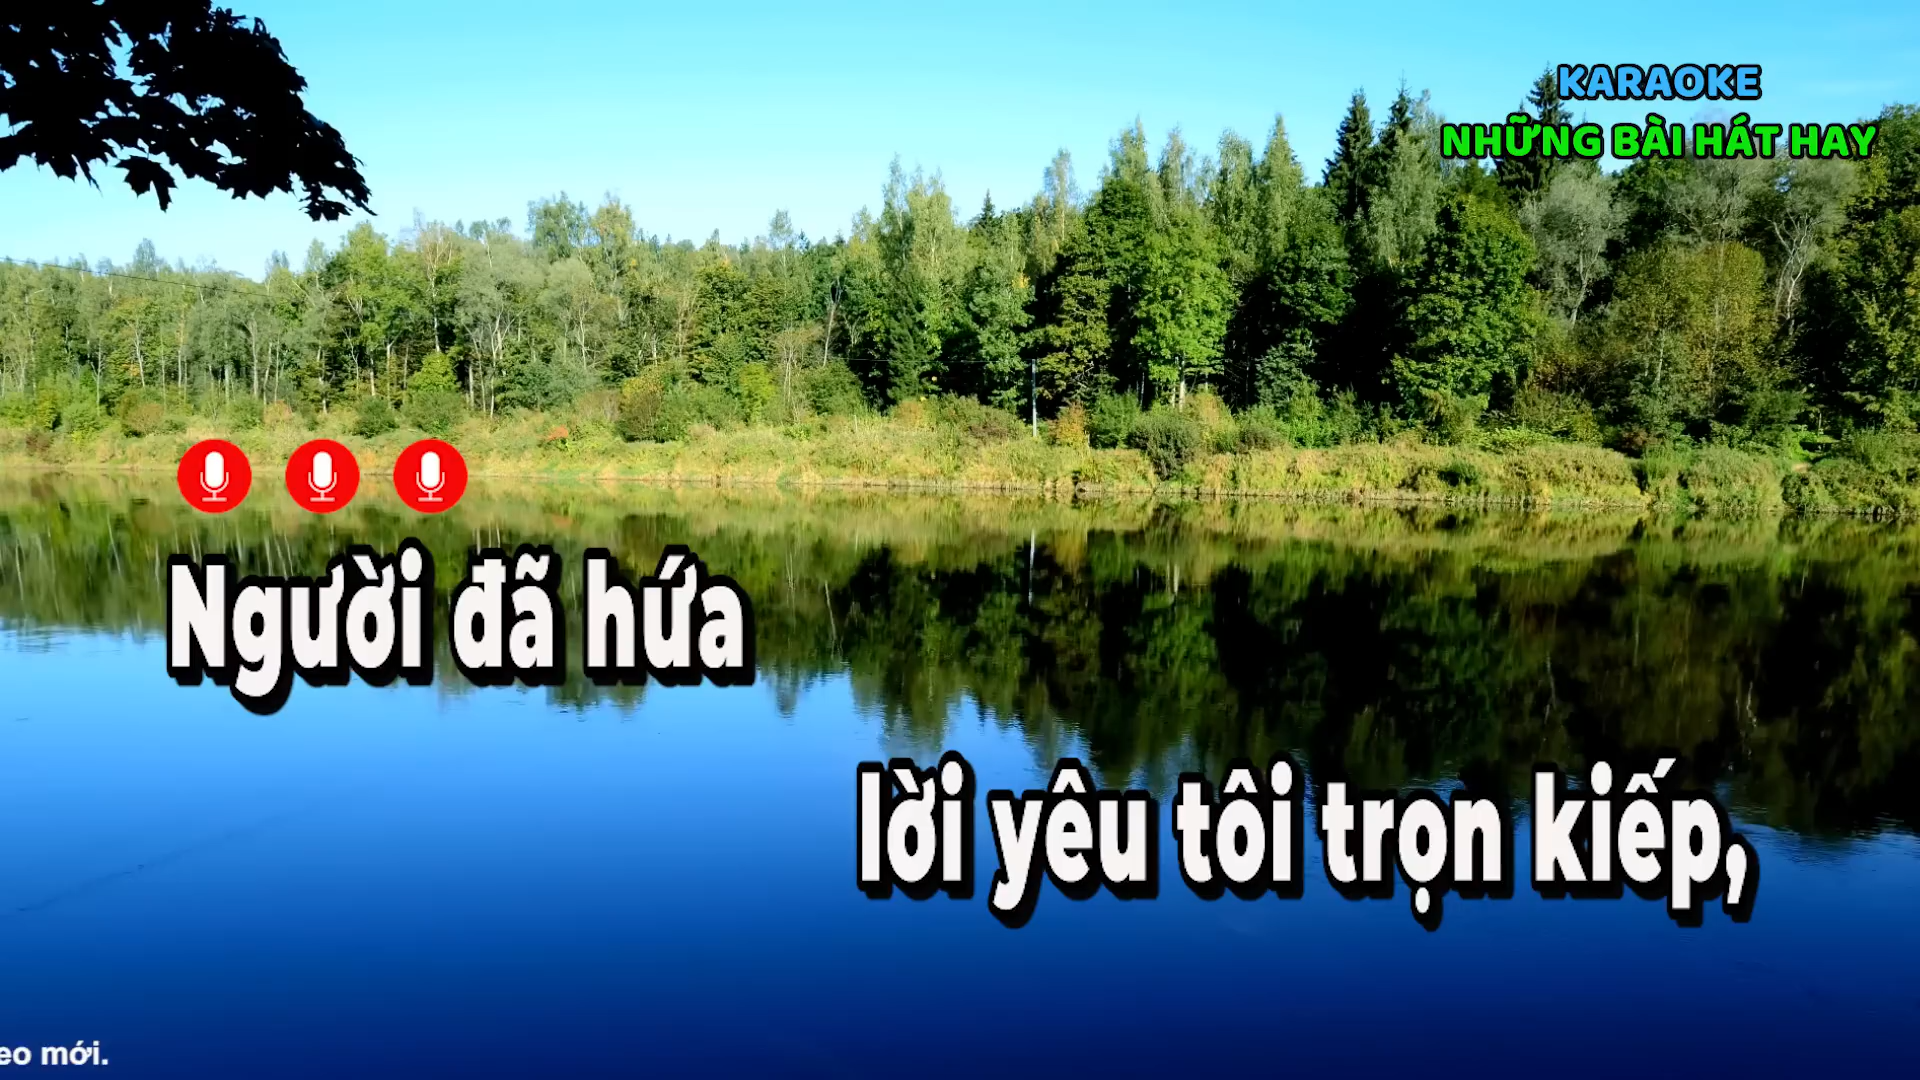 KARAOKE
NHỮNG BÀI HÁT HAY
Người đã hứa
lời yêu tôi trọn kiếp,
eo mới.